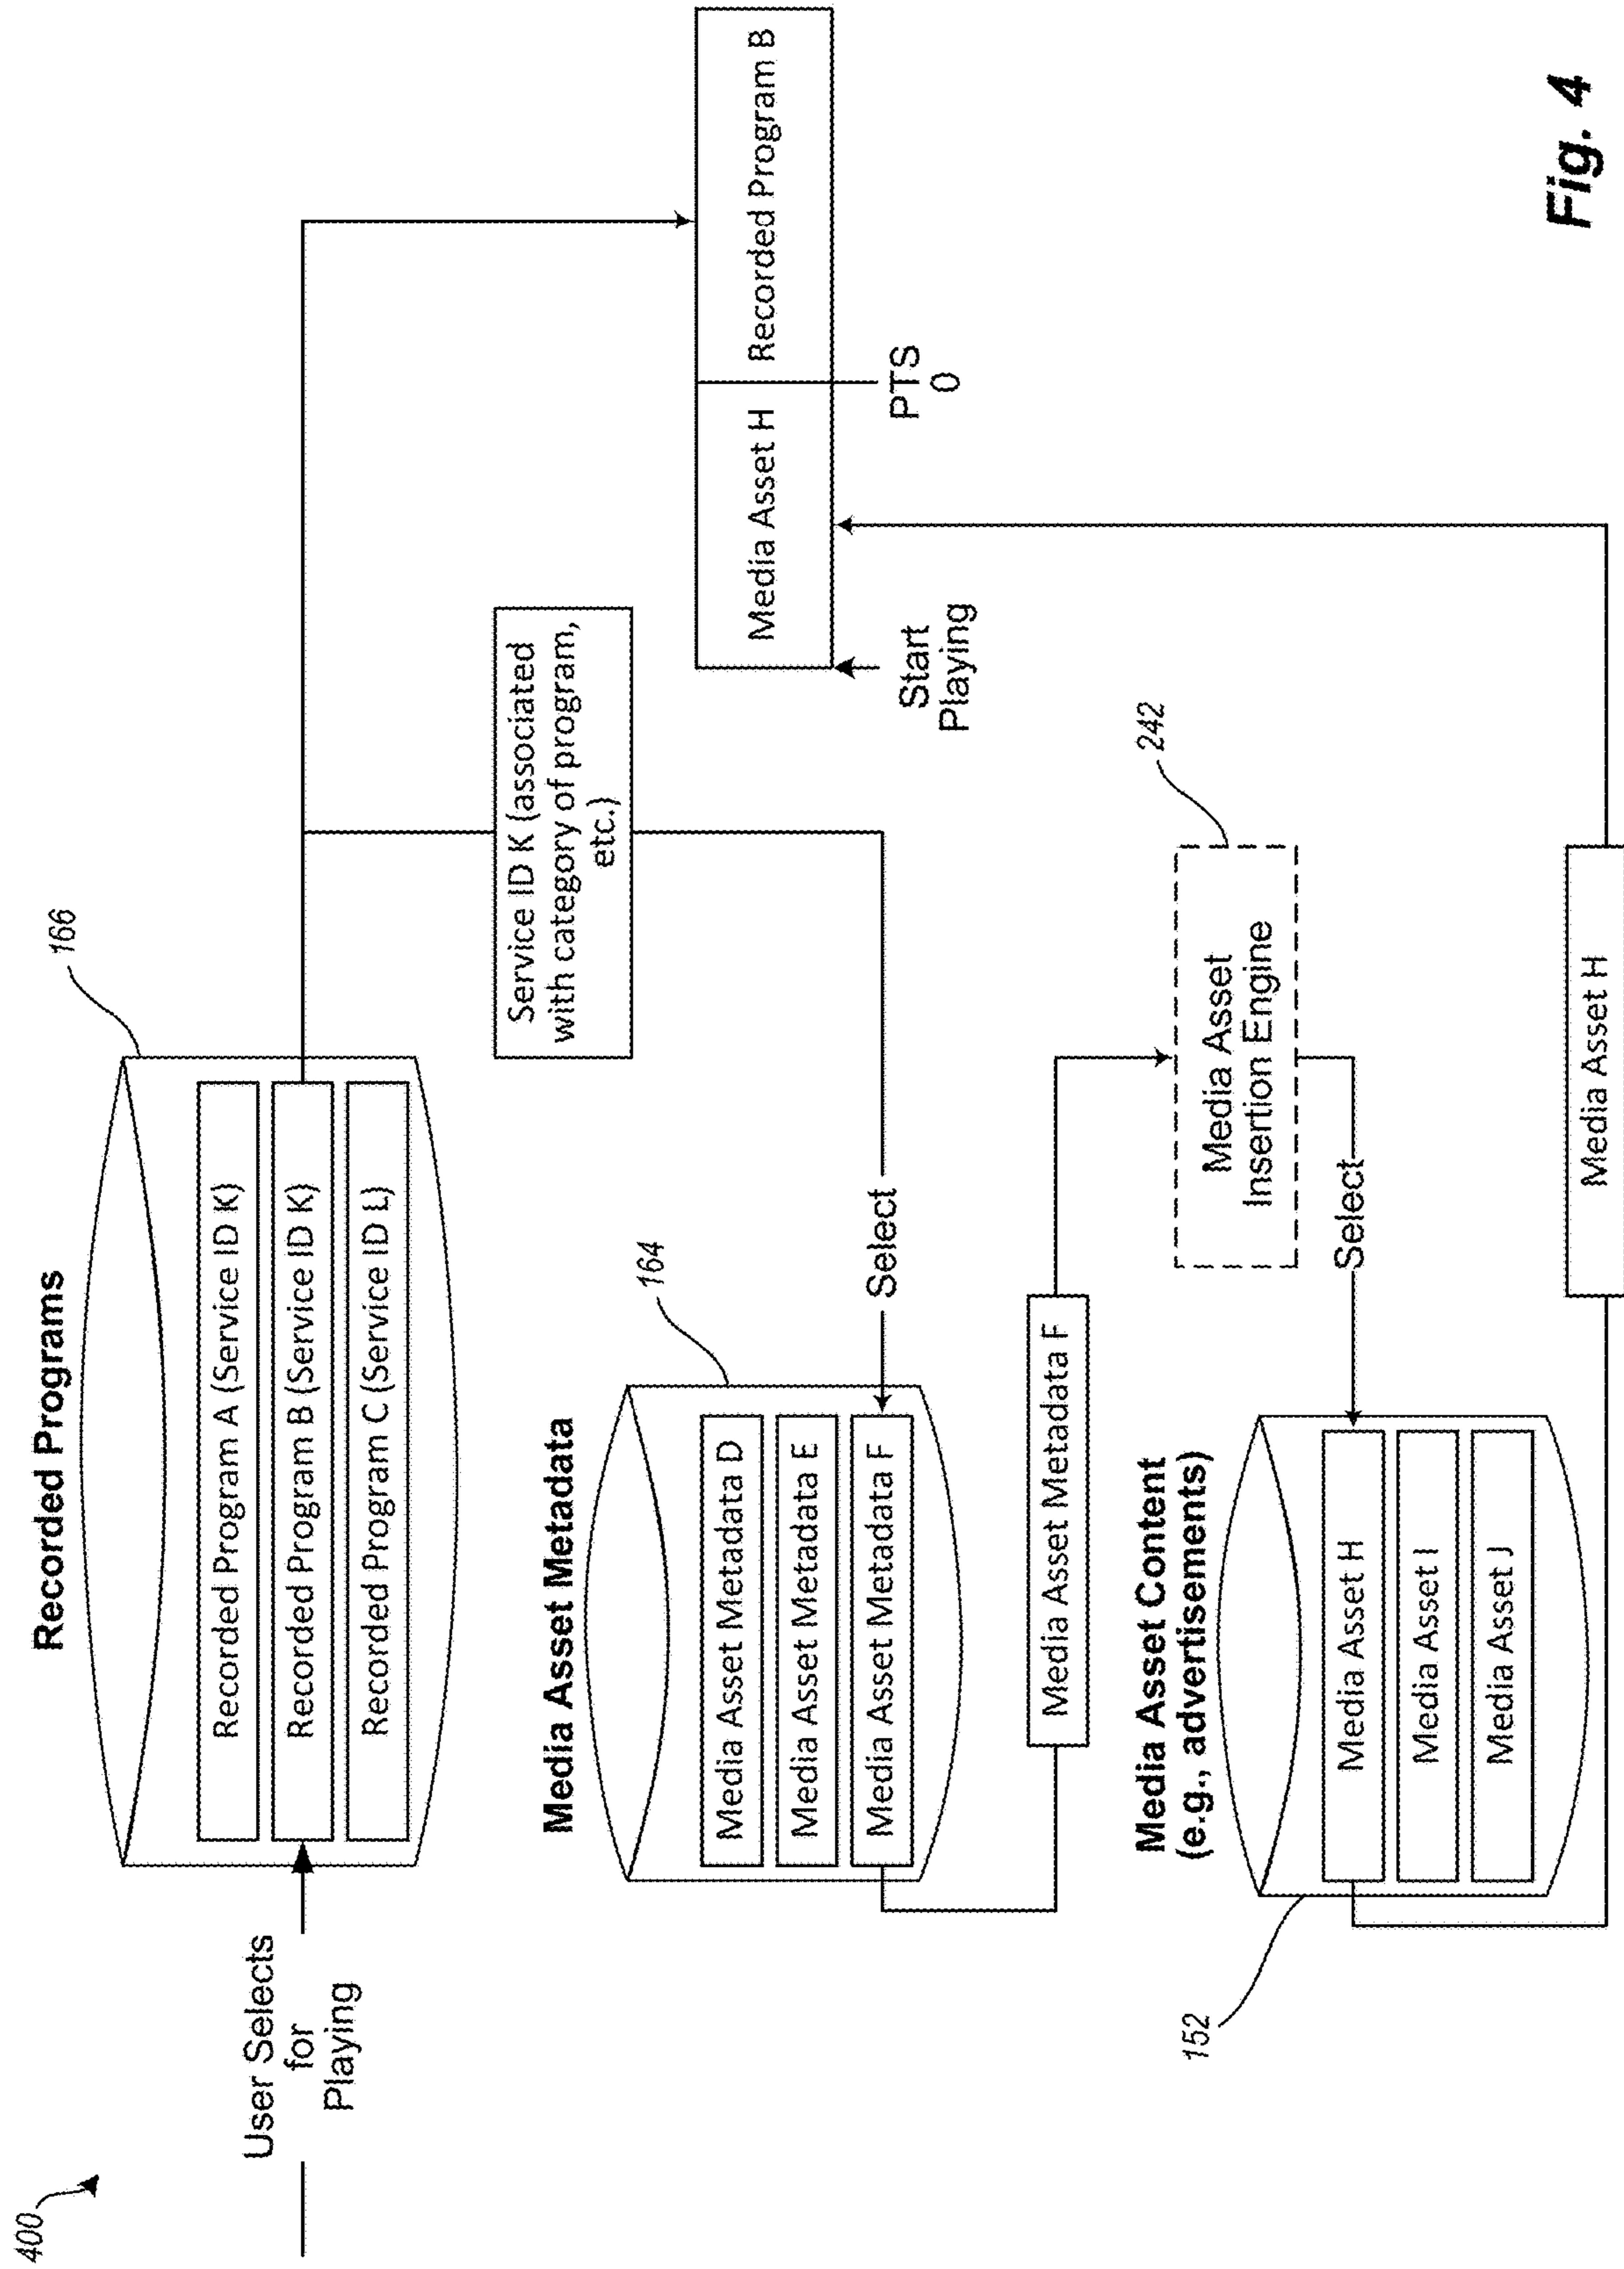 400
User Selects
for
Playing
Recorded Programs
166
Recorded Program A (Service ID K)
Recorded Program B (Service ID K)
Recorded Program C (Service ID L)
Service ID K (associated
with category of program,
etc.)
Media Asset H
Recorded Program B
Start
Playing
PTS
0
Media Asset Metadata
164
Media Asset Metadata D
Media Asset Metadata E
Media Asset Metadata F
Select
Media Asset Metadata F
242
Media Asset
Insertion Engine
Select
Media Asset Content
(e.g., advertisements)
152
Media Asset H
Media Asset I
Media Asset J
Media Asset H
Fig. 4